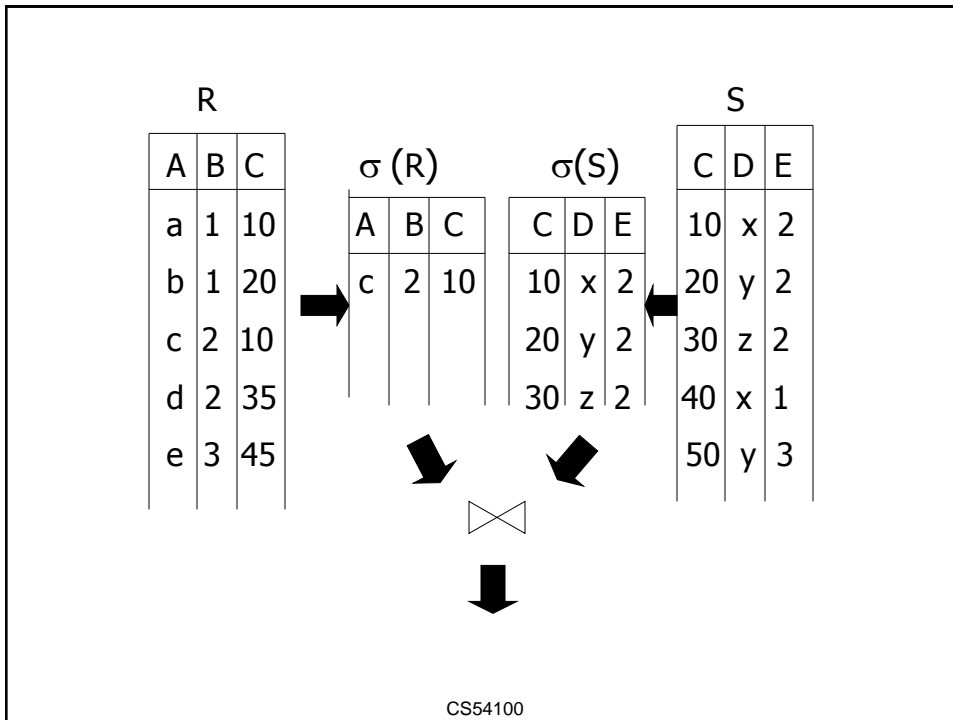 R
S
σ (R)
σ(S)
A B C
a 1 10
b 1 20
c 2 10
d 2 35
e 3 45
A B C
c 2 10
C D E
10 x 2
20 y 2
30 z 2
C D E
10 x 2
20 y 2
30 z 2
40 x 1
50 y 3
CS54100